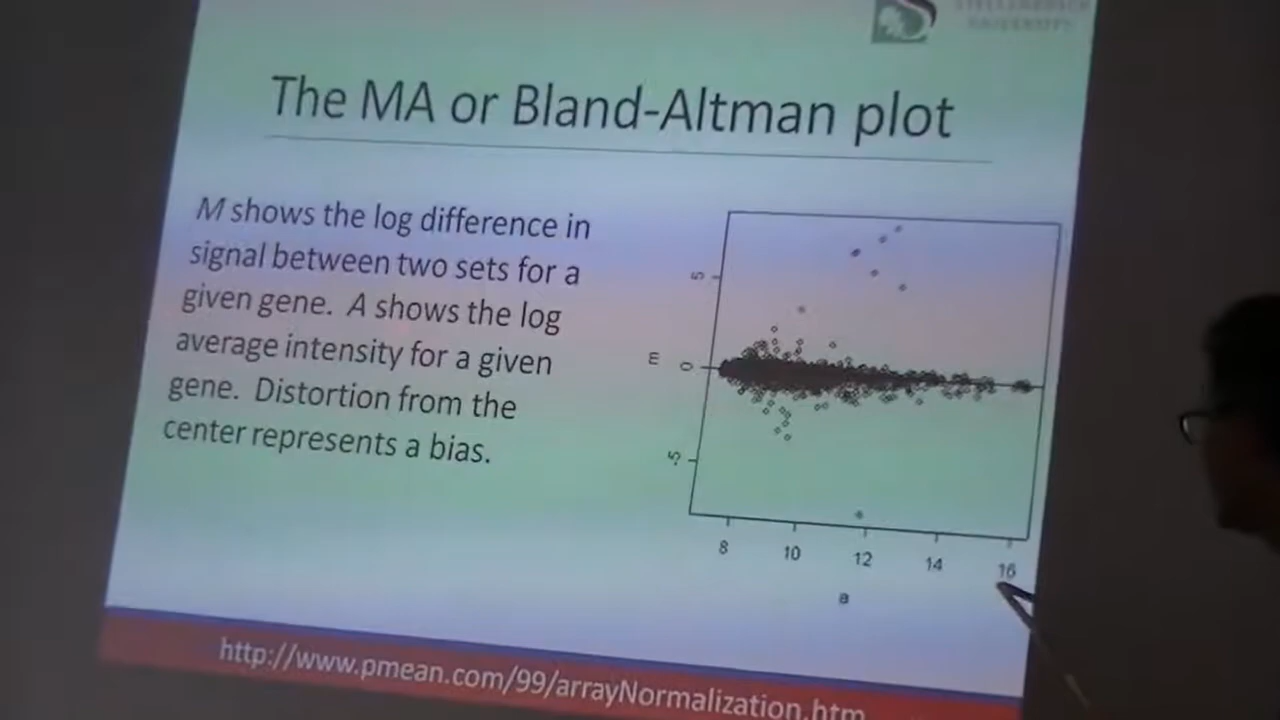 STELLENBOSCH
UNIVERSITY
The MA or Bland-Altman plot
M shows the log difference in
signal between two sets for a
given gene. A shows the log
average intensity for a given
gene. Distortion from the
center represents a bias.
5
m
0
-5
8 10 12 14 16
a
http://www.pmean.com/99/arrayNormalization.htm